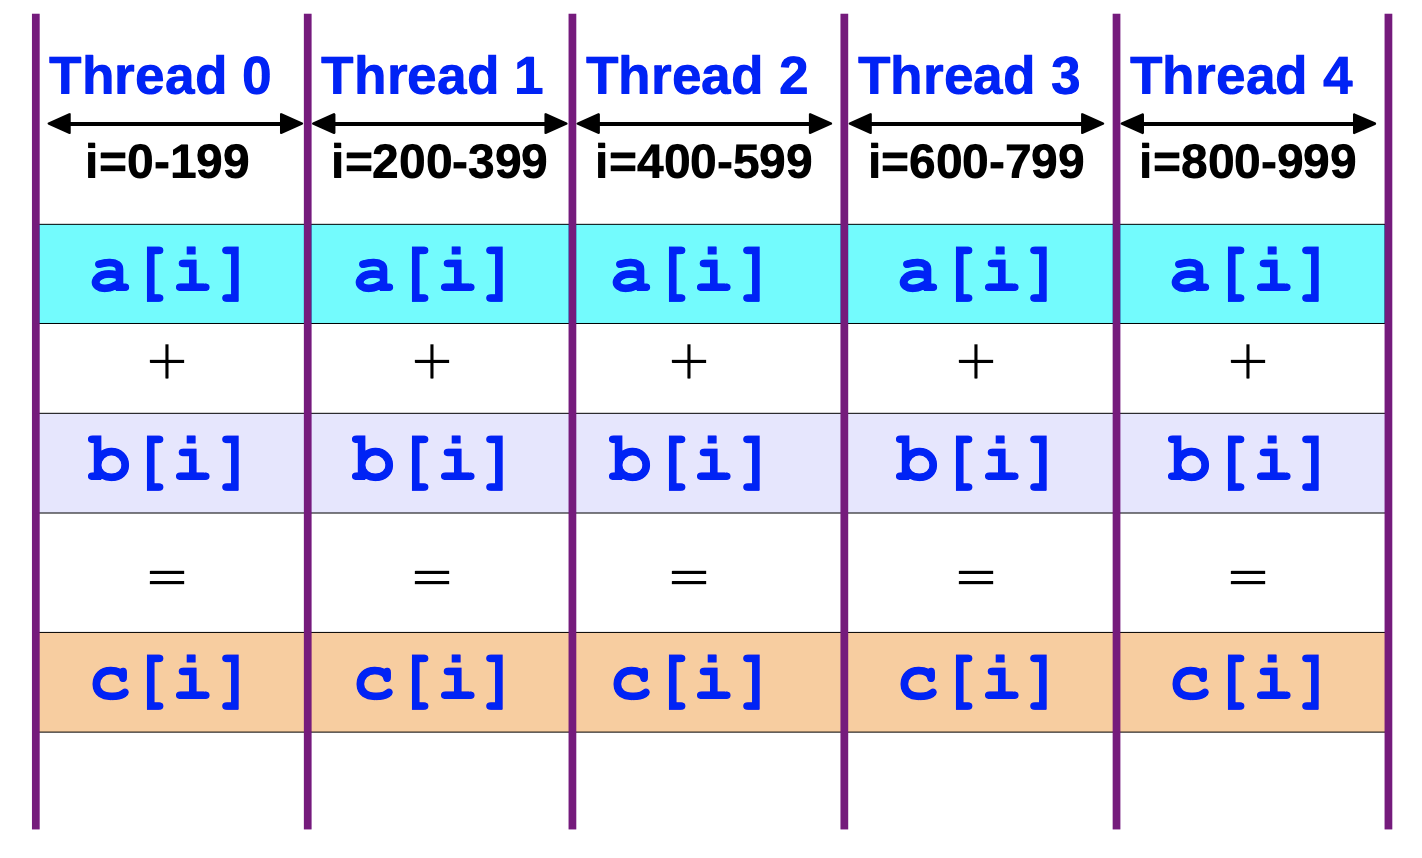 Thread 0 Thread 1 Thread 2 Thread 3 Thread 4
i=0-199 i=200-399 i=400-599 i=600-799 i=800-999
a[i] a[i] a[i] a[i] a[i]
+ + + + +
b[i] b[i] b[i] b[i] b[i]
= = = = =
c[i] c[i] c[i] c[i] c[i]